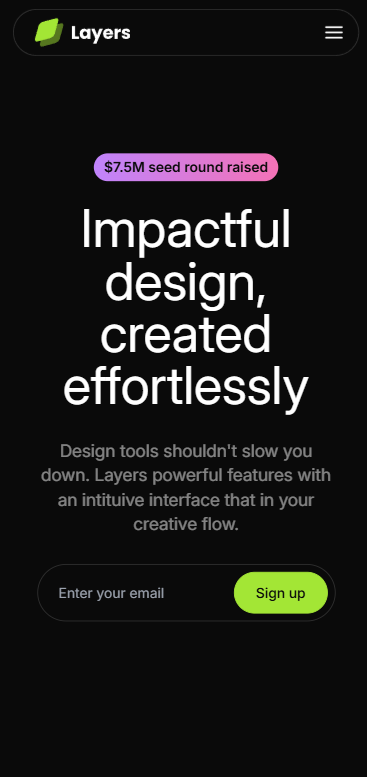 Layers
$7.5M seed round raised
Impactful
design,
created
effortlessly
Design tools shouldn't slow you
down. Layers powerful features with
an intituive interface that in your
creative flow.
Enter your email
Sign up